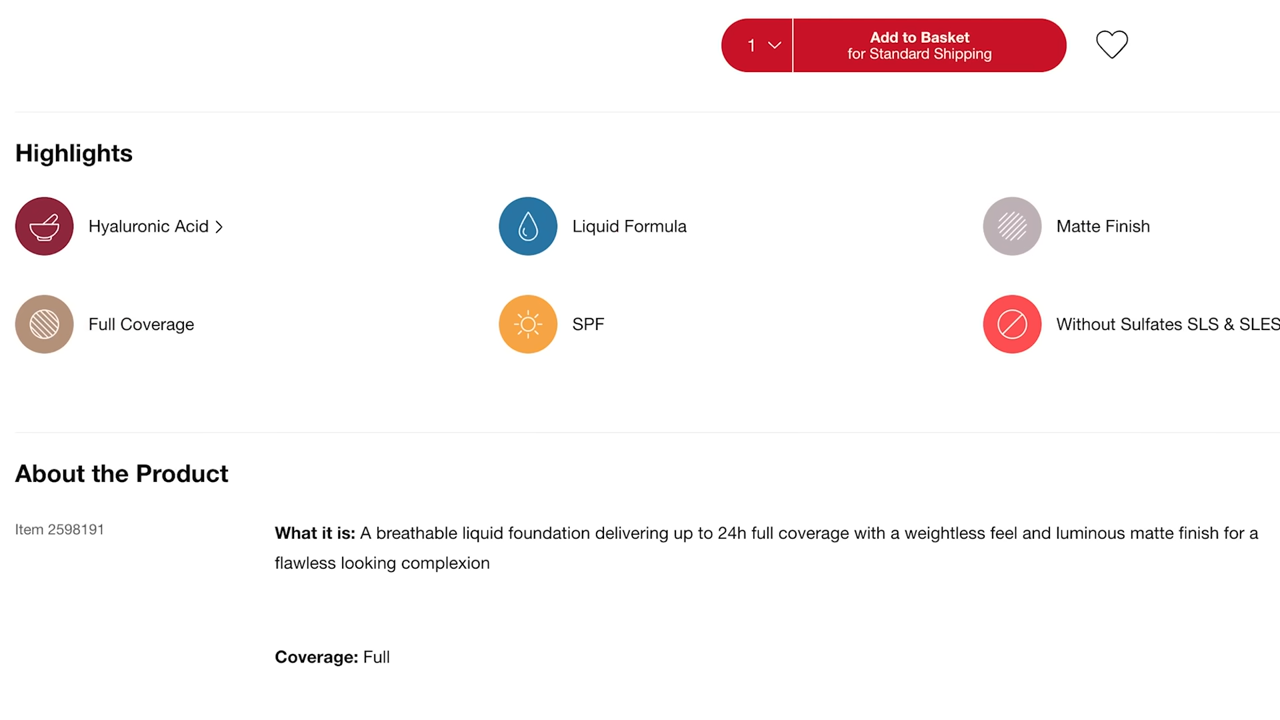 1
Add to Basket
for Standard Shipping
Highlights
Hyaluronic Acid
Liquid Formula
Matte Finish
Full Coverage
SPF
Without Sulfates SLS & SLES
About the Product
Item 2598191
What it is: A breathable liquid foundation delivering up to 24h full coverage with a weightless feel and luminous matte finish for a
flawless looking complexion
Coverage: Full